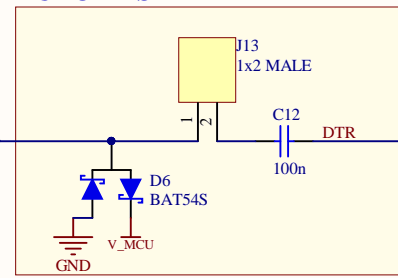 J13
1x2 MALE
1
2
C12
DTR
100n
D6
BAT54S
V_MCU
GND